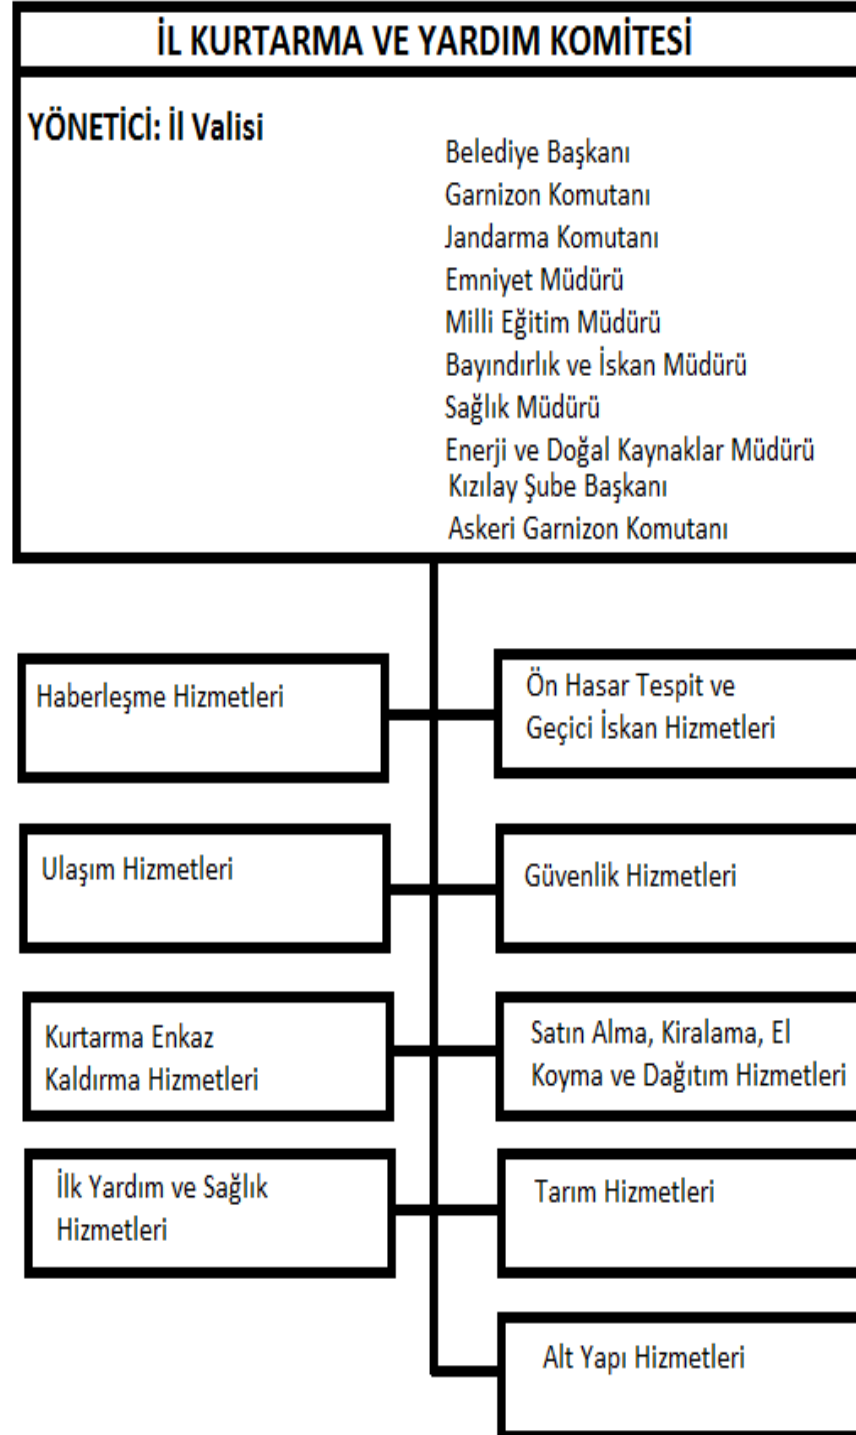 İL KURTARMA VE YARDIM KOMİTESİ
YÖNETİCİ: İl Valisi
Belediye Başkanı
Garnizon Komutanı
Jandarma Komutanı
Emniyet Müdürü
Milli Eğitim Müdürü
Bayındırlık ve İskan Müdürü
Sağlık Müdürü
Enerji ve Doğal Kaynaklar Müdürü
Kızılay Şube Başkanı
Askeri Garnizon Komutanı
Haberleşme Hizmetleri
Ön Hasar Tespit ve
Geçici İskan Hizmetleri
Ulaşım Hizmetleri
Güvenlik Hizmetleri
Kurtarma Enkaz
Kaldırma Hizmetleri
Satın Alma, Kiralama, El
Koyma ve Dağıtım Hizmetleri
İlk Yardım ve Sağlık
Hizmetleri
Tarım Hizmetleri
Alt Yapı Hizmetleri